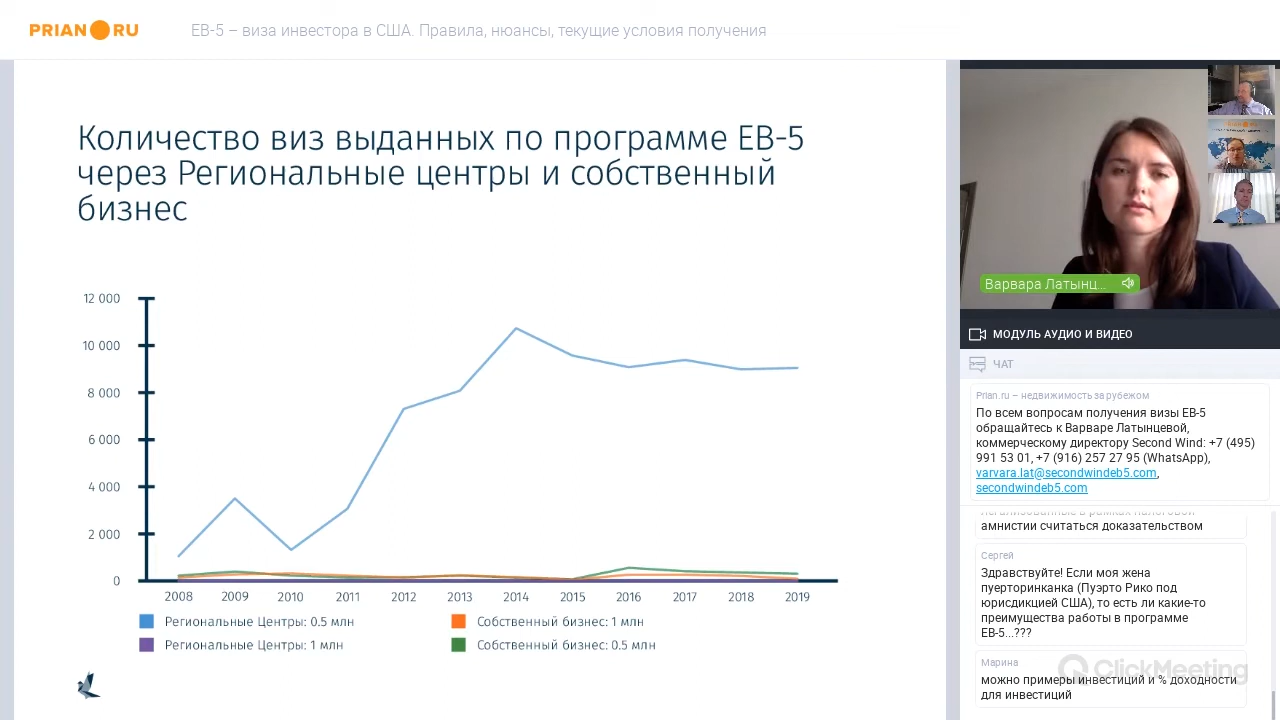 PRIAN RU
EB-5 – виза инвестора в США. Правила, нюансы, текущие условия получения
Количество виз выданных по программе EB-5
через Региональные центры и собственный
бизнес
12 000
10 000
8 000
6 000
4 000
2 000
0
2008 2009 2010 2011 2012 2013 2014 2015 2016 2017 2018 2019
Региональные Центры: 0.5 млн
Собственный бизнес: 1 млн
Региональные Центры: 1 млн
Собственный бизнес: 0.5 млн
Варвара Латынц...
МОДУЛЬ АУДИО И ВИДЕО
ЧАТ
Prian.ru – недвижимость за рубежом
По всем вопросам получения визы EB-5
обращайтесь к Варваре Латынцевой,
коммерческому директору Second Wind: +7 (495)
991 53 01, +7 (916) 257 27 95 (WhatsApp),
varvara.lat@secondwindeb5.com,
secondwindeb5.com
легализованные в рамках налоговой
амнистии считаться доказательством
Сергей
Здравствуйте! Если моя жена
пуерторинканка (Пуэрто Рико под
юрисдикцией США), то есть ли какие-то
преимущества работы в программе
EB-5...???
Марина
можно примеры инвестиций и % доходности
для инвестиций
ClickMeeting